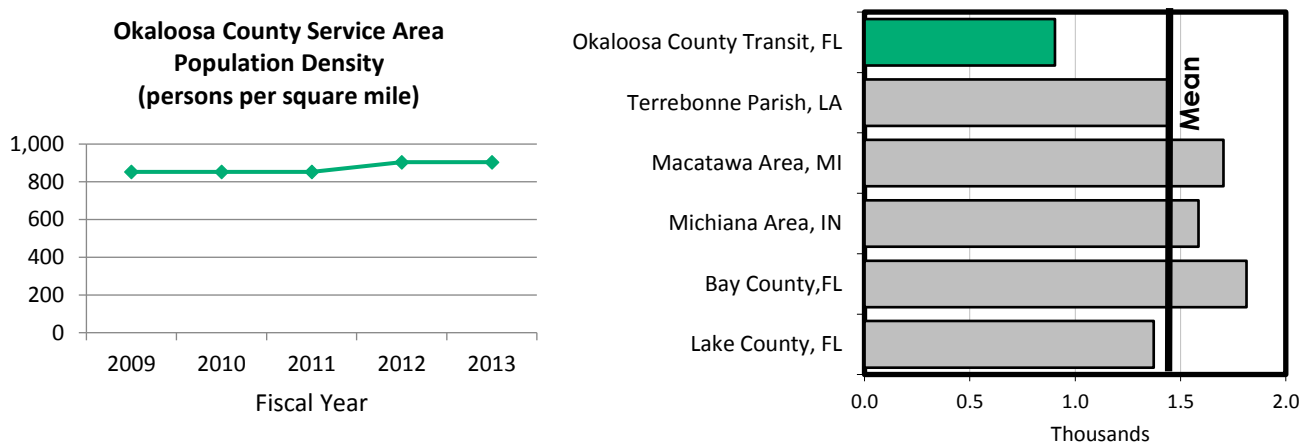 Okaloosa County Service Area
Population Density
(persons per square mile)
1,000
800
600
400
200
0
2009 2010 2011 2012 2013
Fiscal Year
Okaloosa County Transit, FL
Terrebonne Parish, LA
Macatawa Area, MI
Michiana Area, IN
Bay County,FL
Lake County, FL
Mean
0.0 0.5 1.0 1.5 2.0
Thousands